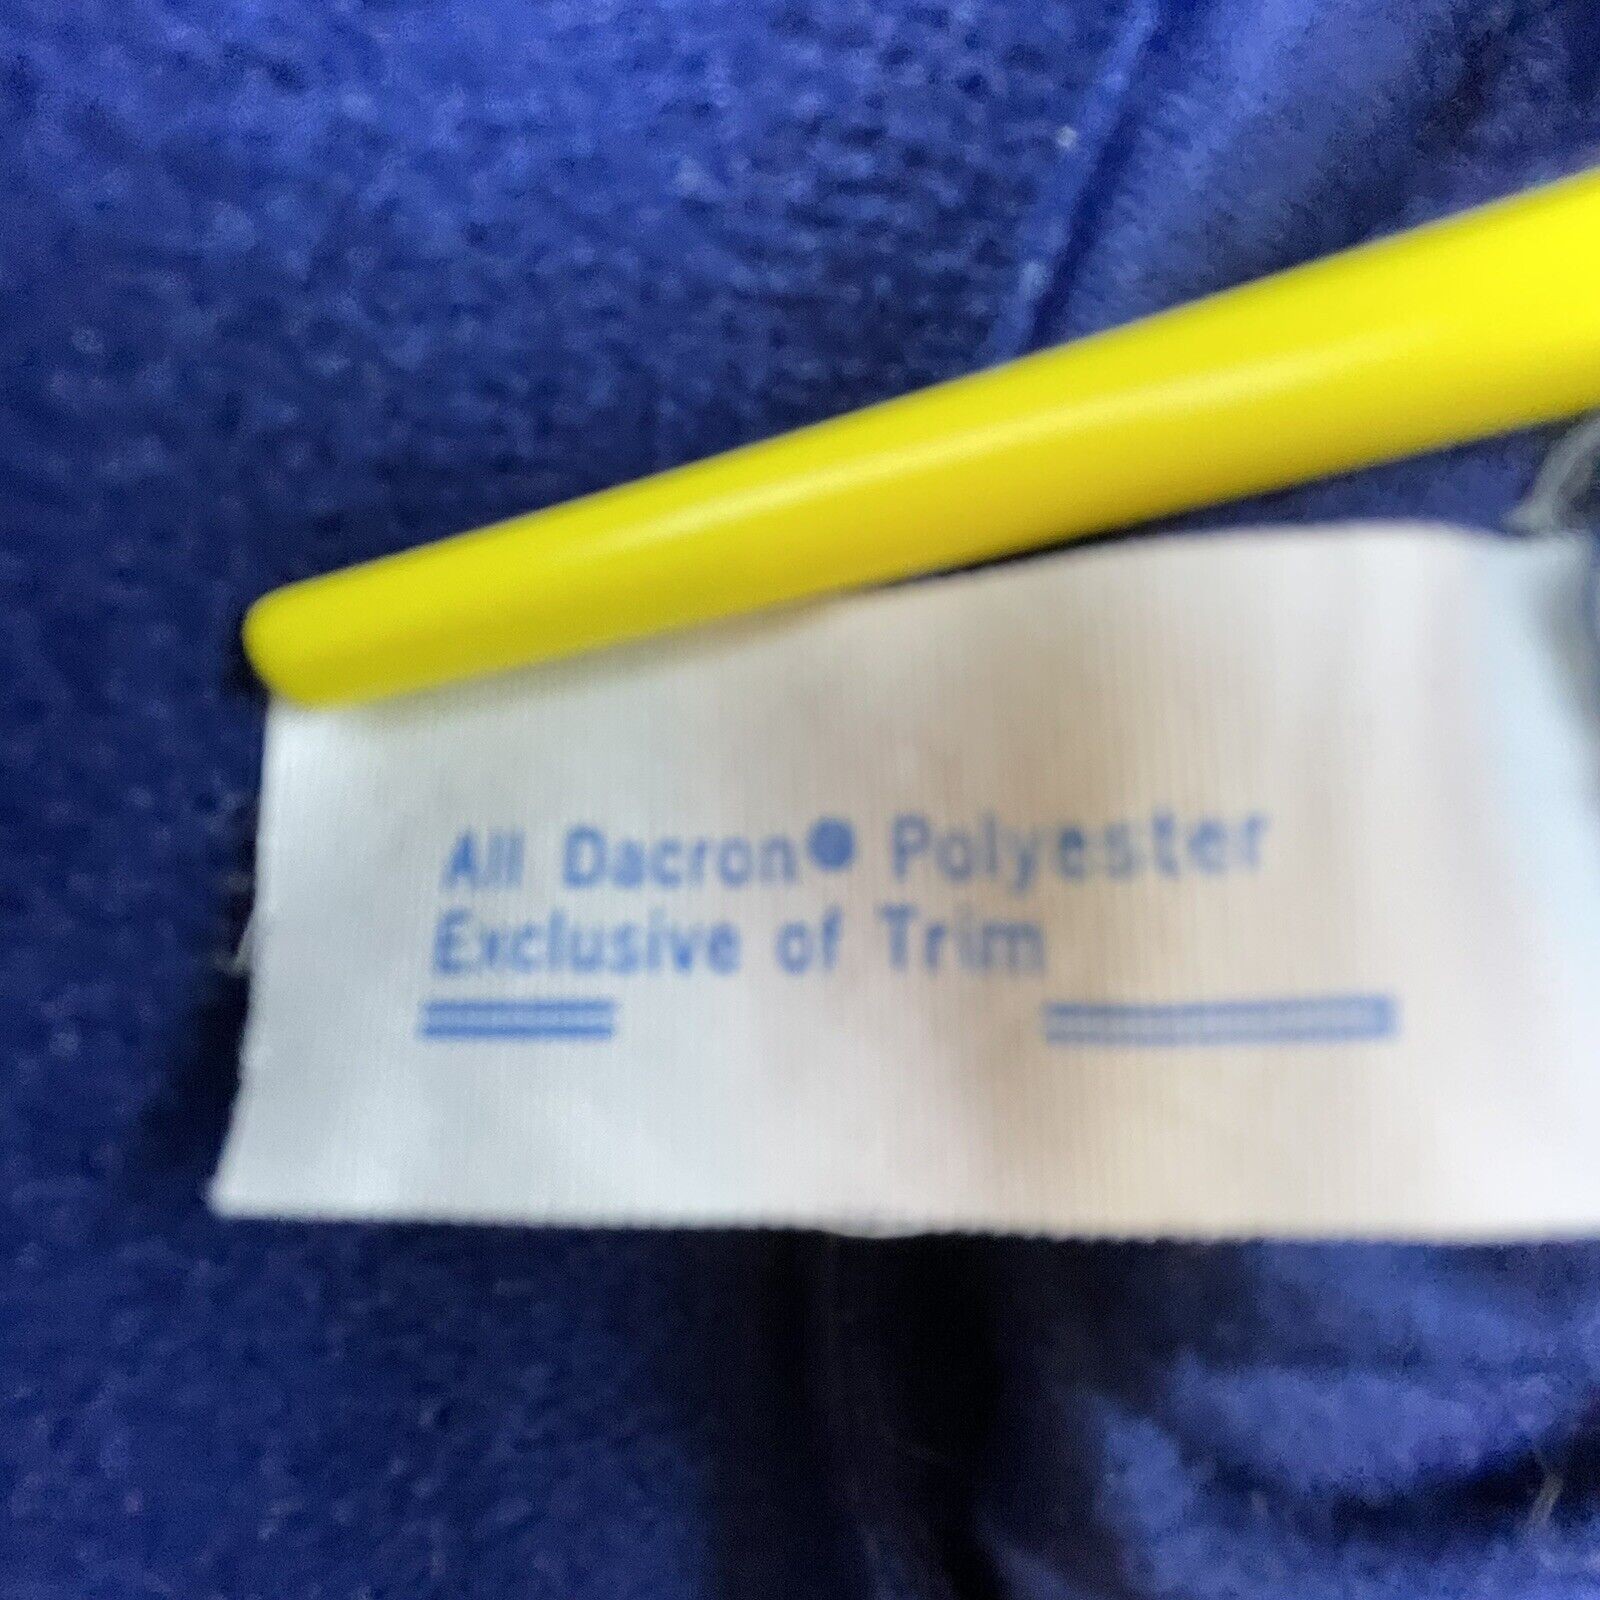 All Dacron® Polyester
Exclusive of Trim